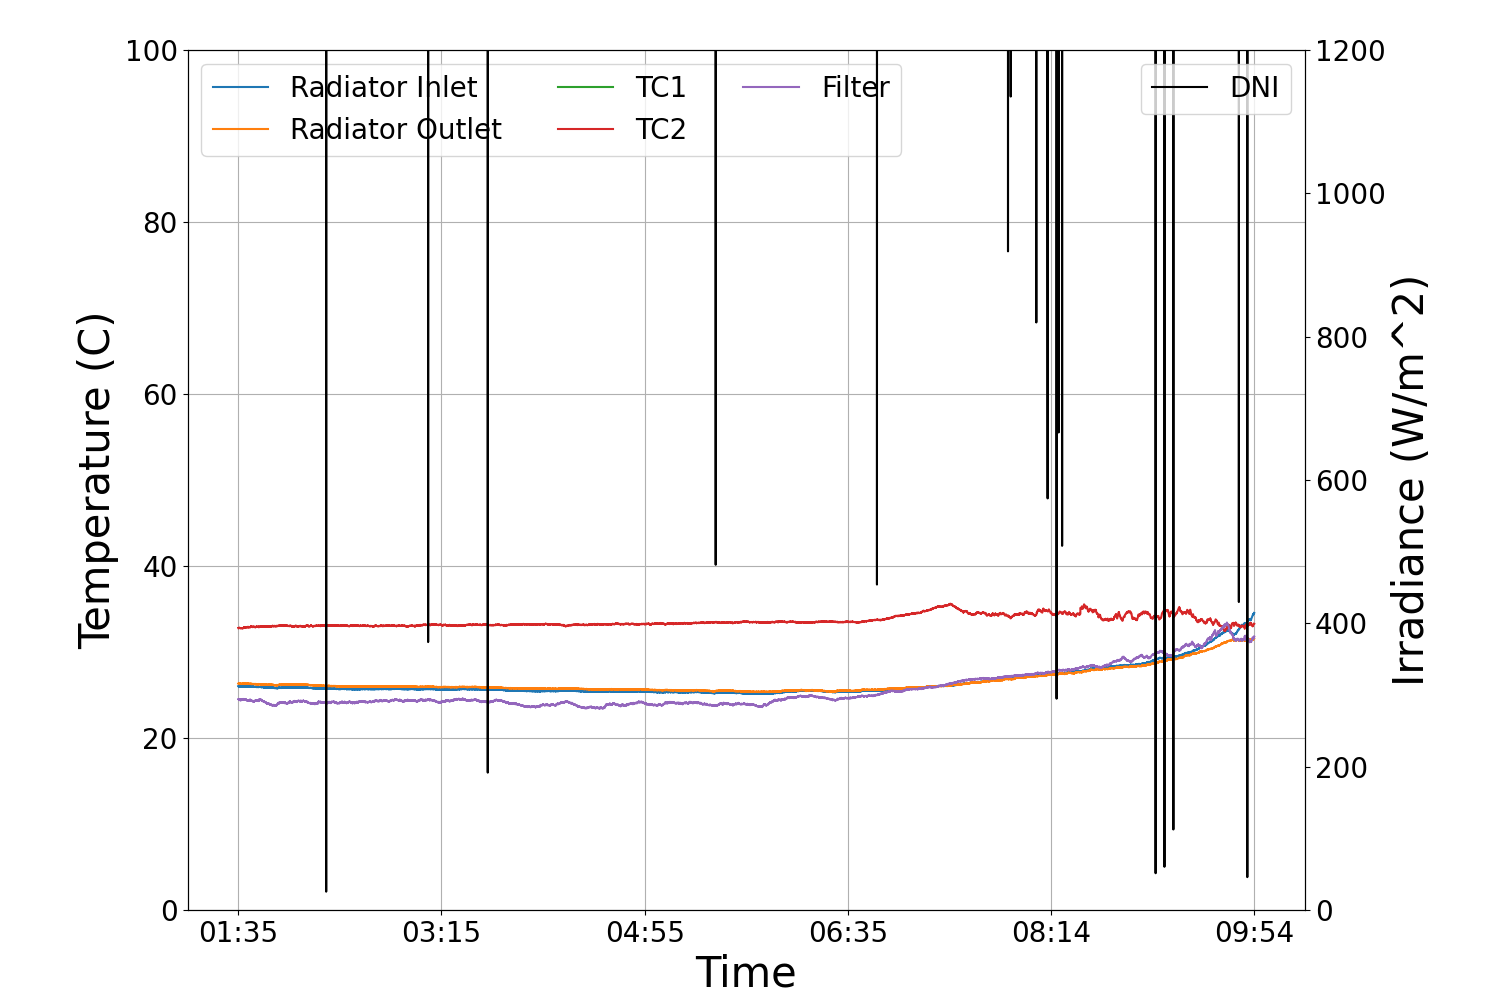 Radiator Inlet
Radiator Outlet
TC1
TC2
Filter
DNI
Temperature (C)
100
80
60
40
20
0
1200
1000
800
600
400
200
0
Irradiance (W/m^2)
01:35 03:15 04:55 06:35 08:14 09:54
Time